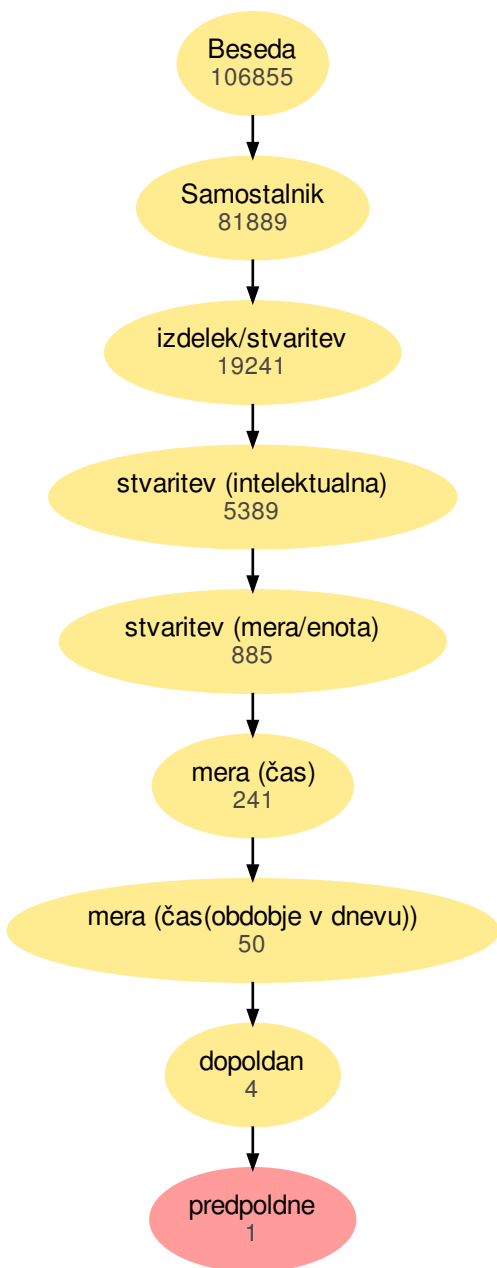 Beseda
106855
Samostalnik
81889
izdelek/stvaritev
19241
stvaritev (intelektualna)
5389
stvaritev (mera/enota)
885
mera (čas)
241
mera (čas(obdobje v dnevu))
50
dopoldan
4
predpoldne
1